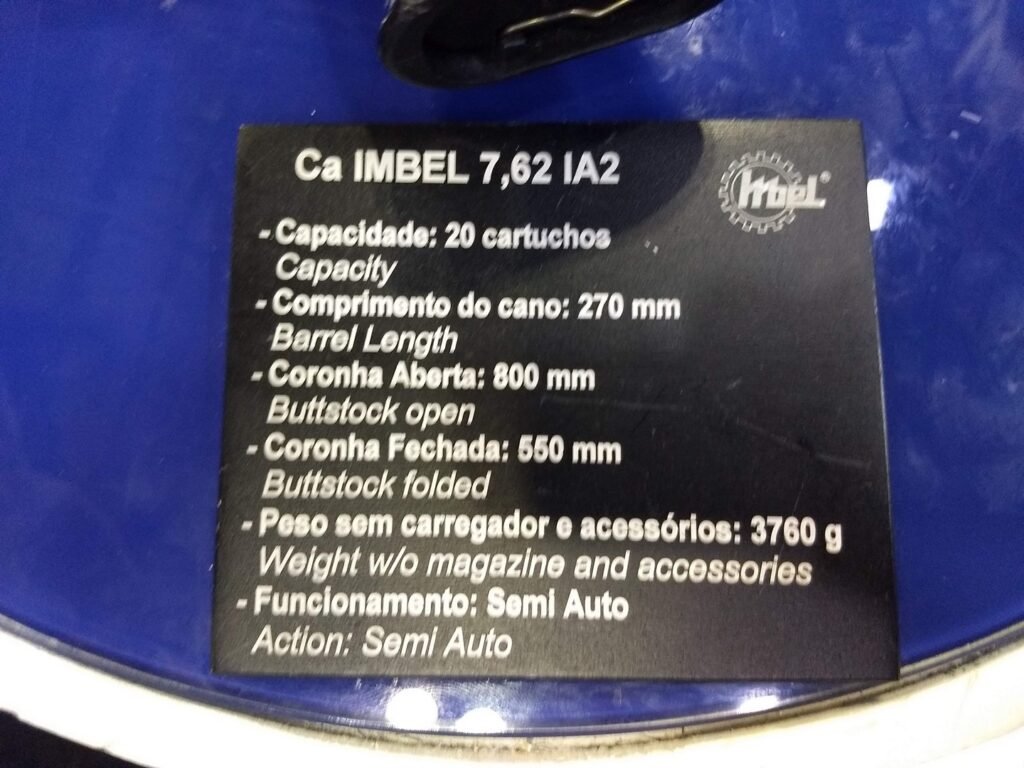 Ca IMBEL 7,62 IA2
Imbel®
- Capacidade: 20 cartuchos
Capacity
- Comprimento do cano: 270 mm
Barrel Length
- Coronha Aberta: 800 mm
Buttstock open
- Coronha Fechada: 550 mm
Buttstock folded
- Peso sem carregador e acessórios: 3760 g
Weight w/o magazine and accessories
- Funcionamento: Semi Auto
Action: Semi Auto